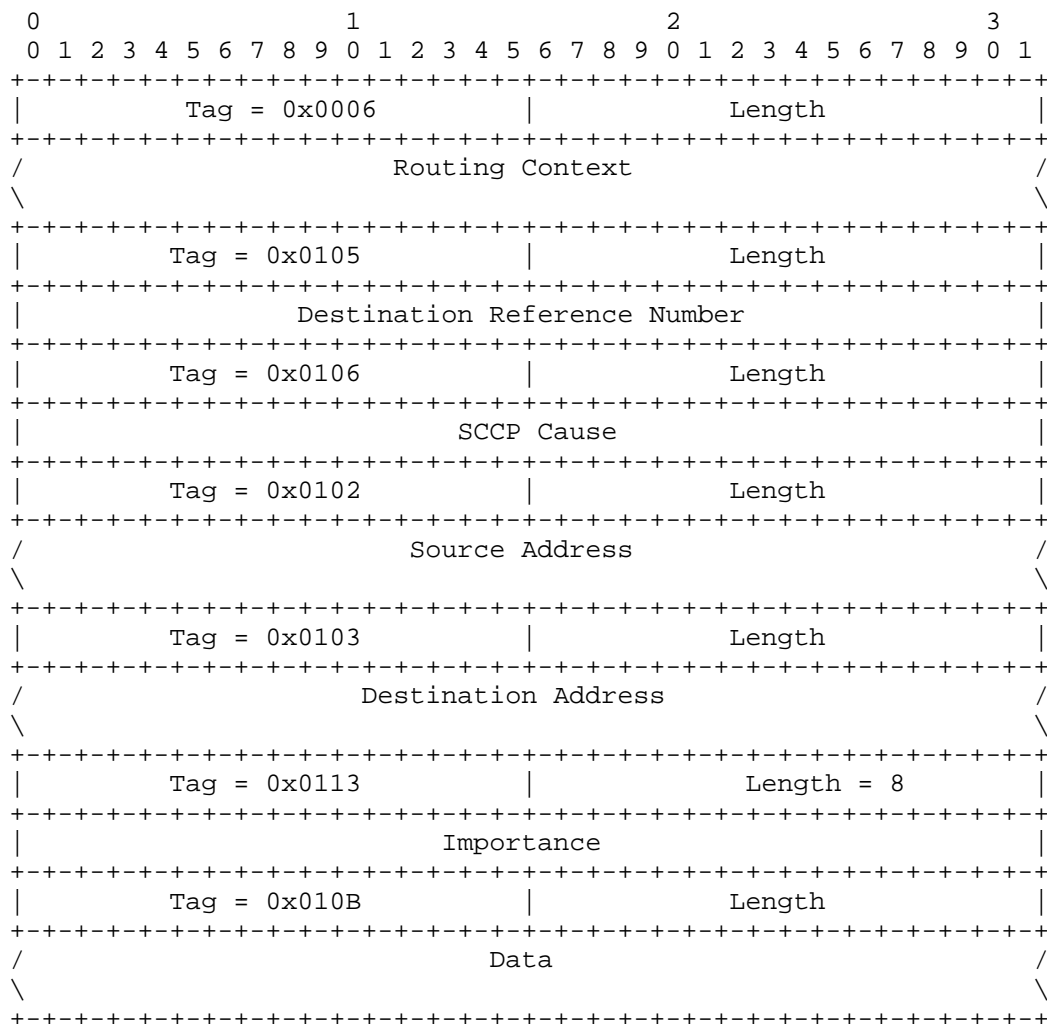 0                   1                   2                   3
 0 1 2 3 4 5 6 7 8 9 0 1 2 3 4 5 6 7 8 9 0 1 2 3 4 5 6 7 8 9 0 1
+-+-+-+-+-+-+-+-+-+-+-+-+-+-+-+-+-+-+-+-+-+-+-+-+-+-+-+-+-+-+-+-+
|          Tag = 0x0006         |            Length             |
+-+-+-+-+-+-+-+-+-+-+-+-+-+-+-+-+-+-+-+-+-+-+-+-+-+-+-+-+-+-+-+-+
/                       Routing Context                         /
\                                                               \
+-+-+-+-+-+-+-+-+-+-+-+-+-+-+-+-+-+-+-+-+-+-+-+-+-+-+-+-+-+-+-+-+
|         Tag = 0x0105          |            Length             |
+-+-+-+-+-+-+-+-+-+-+-+-+-+-+-+-+-+-+-+-+-+-+-+-+-+-+-+-+-+-+-+-+
|                 Destination Reference Number                  |
+-+-+-+-+-+-+-+-+-+-+-+-+-+-+-+-+-+-+-+-+-+-+-+-+-+-+-+-+-+-+-+-+
|         Tag = 0x0106          |            Length             |
+-+-+-+-+-+-+-+-+-+-+-+-+-+-+-+-+-+-+-+-+-+-+-+-+-+-+-+-+-+-+-+-+
|                           SCCP Cause                          |
+-+-+-+-+-+-+-+-+-+-+-+-+-+-+-+-+-+-+-+-+-+-+-+-+-+-+-+-+-+-+-+-+
|         Tag = 0x0102          |            Length             |
+-+-+-+-+-+-+-+-+-+-+-+-+-+-+-+-+-+-+-+-+-+-+-+-+-+-+-+-+-+-+-+-+
/                        Source Address                         /
\                                                               \
+-+-+-+-+-+-+-+-+-+-+-+-+-+-+-+-+-+-+-+-+-+-+-+-+-+-+-+-+-+-+-+-+
|         Tag = 0x0103          |            Length             |
+-+-+-+-+-+-+-+-+-+-+-+-+-+-+-+-+-+-+-+-+-+-+-+-+-+-+-+-+-+-+-+-+
/                     Destination Address                       /
\                                                               \
+-+-+-+-+-+-+-+-+-+-+-+-+-+-+-+-+-+-+-+-+-+-+-+-+-+-+-+-+-+-+-+-+
|         Tag = 0x0113          |             Length = 8        |
+-+-+-+-+-+-+-+-+-+-+-+-+-+-+-+-+-+-+-+-+-+-+-+-+-+-+-+-+-+-+-+-+
|                          Importance                           |
+-+-+-+-+-+-+-+-+-+-+-+-+-+-+-+-+-+-+-+-+-+-+-+-+-+-+-+-+-+-+-+-+
|         Tag = 0x010B          |            Length             |
+-+-+-+-+-+-+-+-+-+-+-+-+-+-+-+-+-+-+-+-+-+-+-+-+-+-+-+-+-+-+-+-+
/                             Data                              /
\                                                               \
+-+-+-+-+-+-+-+-+-+-+-+-+-+-+-+-+-+-+-+-+-+-+-+-+-+-+-+-+-+-+-+-+